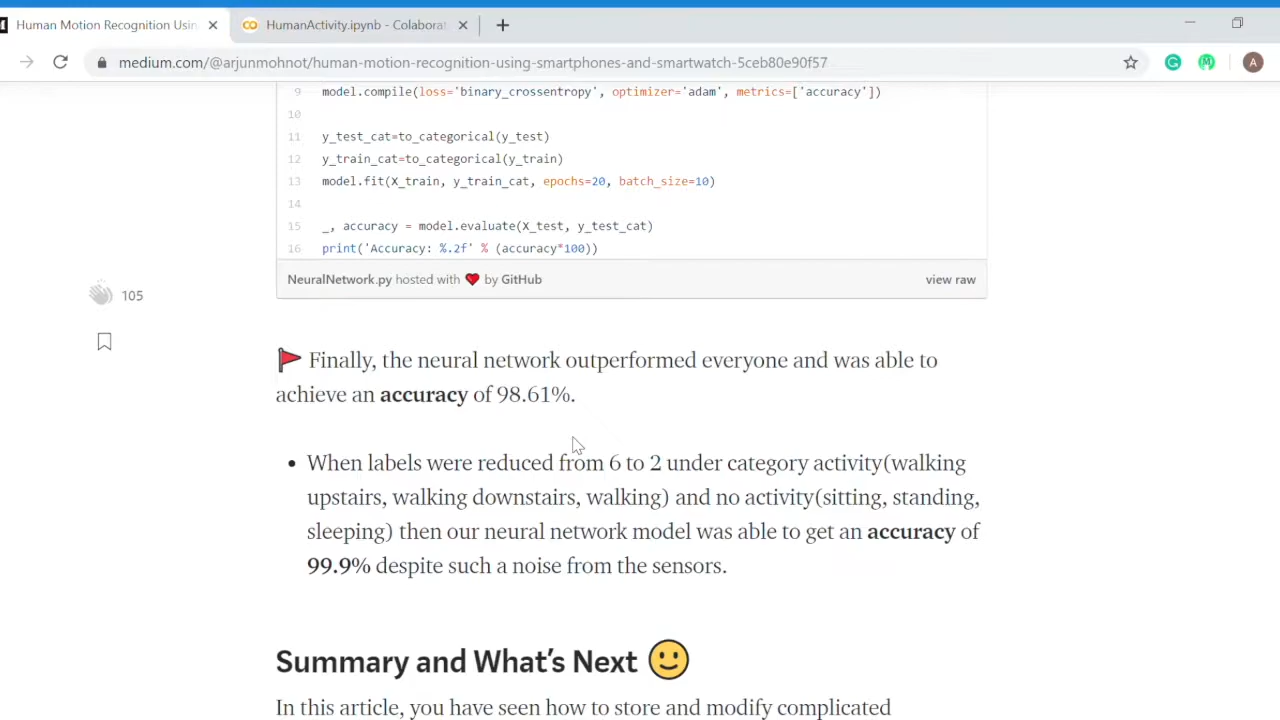 Human Motion Recognition Usin
HumanActivity.ipynb - Colaborat
medium.com/@arjunmohnot/human-motion-recognition-using-smartphones-and-smartwatch-5ceb80e90f57
A
9 model.compile(loss='binary_crossentropy', optimizer='adam', metrics=['accuracy'])
10
11 y_test_cat=to_categorical(y_test)
12 y_train_cat=to_categorical(y_train)
13 model.fit(X_train, y_train_cat, epochs=20, batch_size=10)
14
15 _, accuracy = model.evaluate(X_test, y_test_cat)
16 print('Accuracy: %.2f' % (accuracy*100))
NeuralNetwork.py hosted with ❤ by GitHub view raw
105
🚩 Finally, the neural network outperformed everyone and was able to
achieve an accuracy of 98.61%.
• When labels were reduced from 6 to 2 under category activity(walking
upstairs, walking downstairs, walking) and no activity(sitting, standing,
sleeping) then our neural network model was able to get an accuracy of
99.9% despite such a noise from the sensors.
Summary and What's Next 🙂
In this article, you have seen how to store and modify complicated